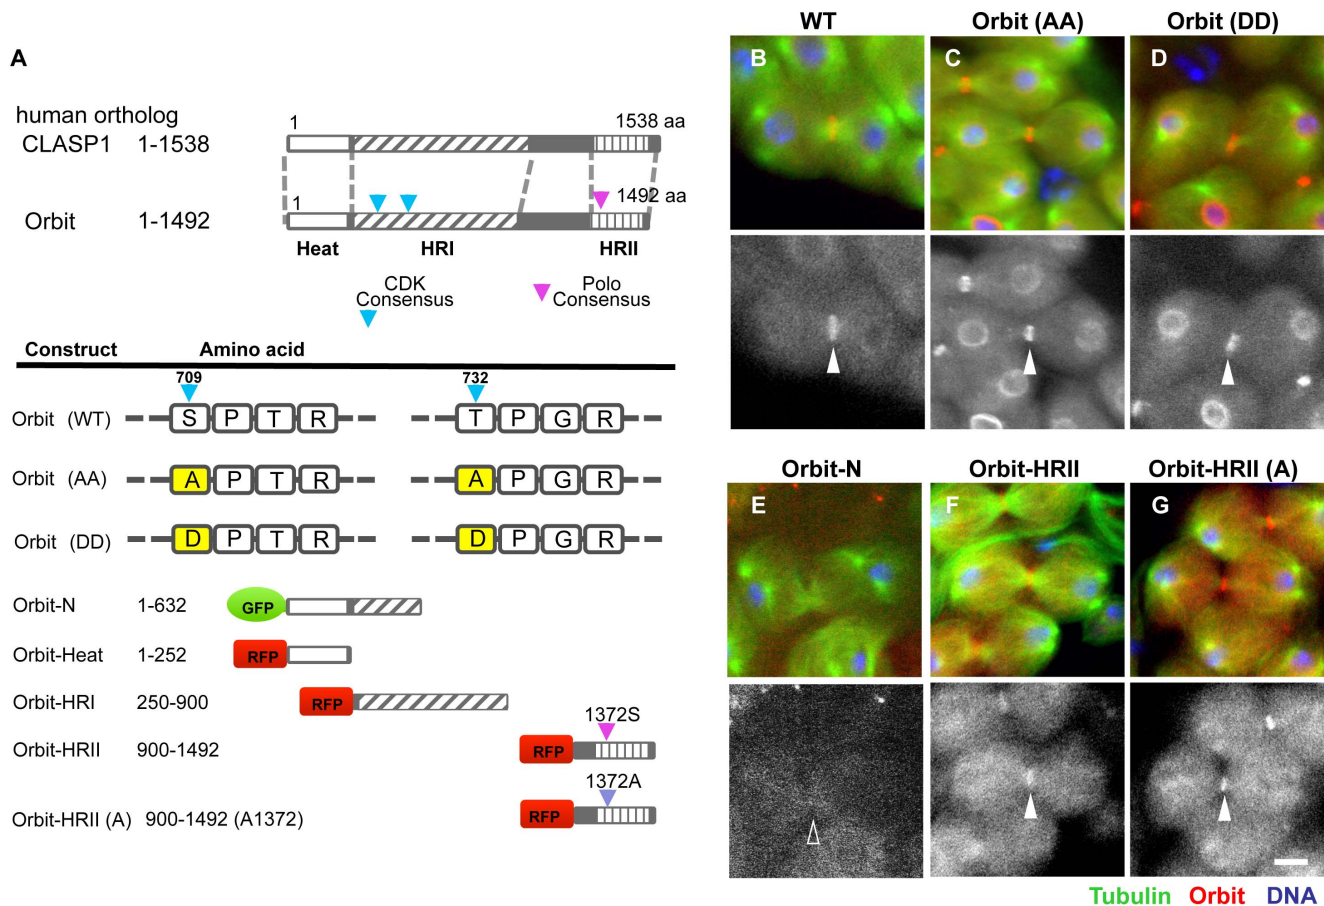 A
human ortholog
CLASP1 1-1538
1
1538 aa
Orbit 1-1492
1
1492 aa
Heat HRI HRII
CDK
Consensus
Polo
Consensus
Construct Amino acid
709 732
Orbit (WT) S P T R T P G R
Orbit (AA) A P T R A P G R
Orbit (DD) D P T R D P G R
Orbit-N 1-632 GFP
Orbit-Heat 1-252 RFP
Orbit-HRI 250-900 RFP
1372S
Orbit-HRII 900-1492 RFP
1372A
Orbit-HRII (A) 900-1492 (A1372) RFP
WT Orbit (AA) Orbit (DD)
B C D
Orbit-N Orbit-HRII Orbit-HRII (A)
E F G
Tubulin Orbit DNA